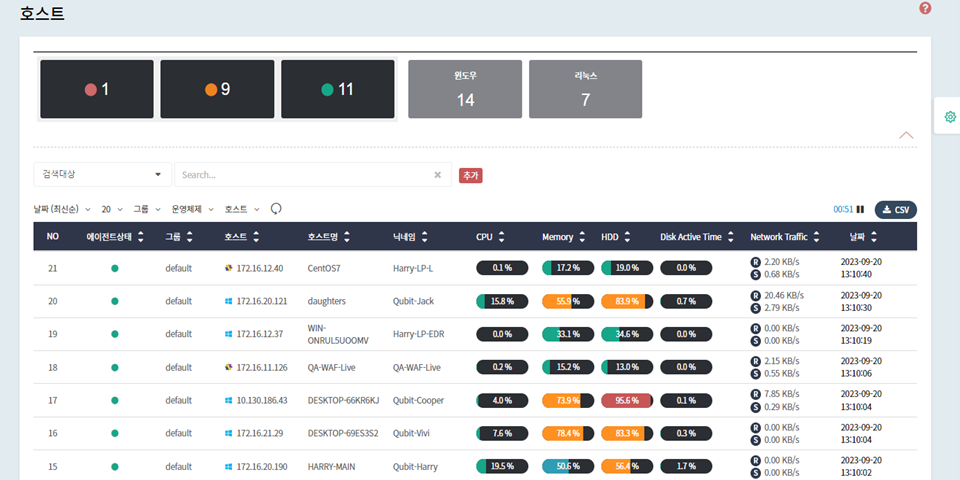 호스트
?
1
9
11
윈도우
14
리눅스
7
검색대상
Search...
추가
날짜 (최신순) 20 그룹 운영체제 호스트 00:51 CSV
NO 에이전트상태 그룹 호스트 호스트명 닉네임 CPU Memory HDD Disk Active Time Network Traffic 날짜
21 default 172.16.12.40 CentOS7 Harry-LP-L 0.1 % 17.2 % 19.0 % 0.0 % R 2.20 KB/s 2023-09-20
S 0.68 KB/s 13:10:40
20 default 172.16.20.121 daughters Qubit-Jack 15.8 % 55.9 % 83.9 % 0.7 % R 20.46 KB/s 2023-09-20
S 2.79 KB/s 13:10:30
19 default 172.16.12.37 WIN- Harry-LP-EDR 0.0 % 33.1 % 34.6 % 0.0 % R 0.00 KB/s 2023-09-20
ONRUL5UOOMV S 0.00 KB/s 13:10:19
18 default 172.16.11.126 QA-WAF-Live QA-WAF-Live 0.2 % 15.2 % 13.0 % 0.0 % R 2.15 KB/s 2023-09-20
S 0.55 KB/s 13:10:06
17 default 10.130.186.43 DESKTOP-66KR6KJ Qubit-Cooper 4.0 % 73.9 % 95.6 % 0.1 % R 7.85 KB/s 2023-09-20
S 0.29 KB/s 13:10:04
16 default 172.16.21.29 DESKTOP-69ES3S2 Qubit-Vivi 7.6 % 78.4 % 83.3 % 0.3 % R 0.00 KB/s 2023-09-20
S 0.00 KB/s 13:10:04
15 default 172.16.20.190 HARRY-MAIN Qubit-Harry 19.5 % 50.6 % 56.4 % 1.7 % R 0.00 KB/s 2023-09-20
S 0.00 KB/s 13:10:02